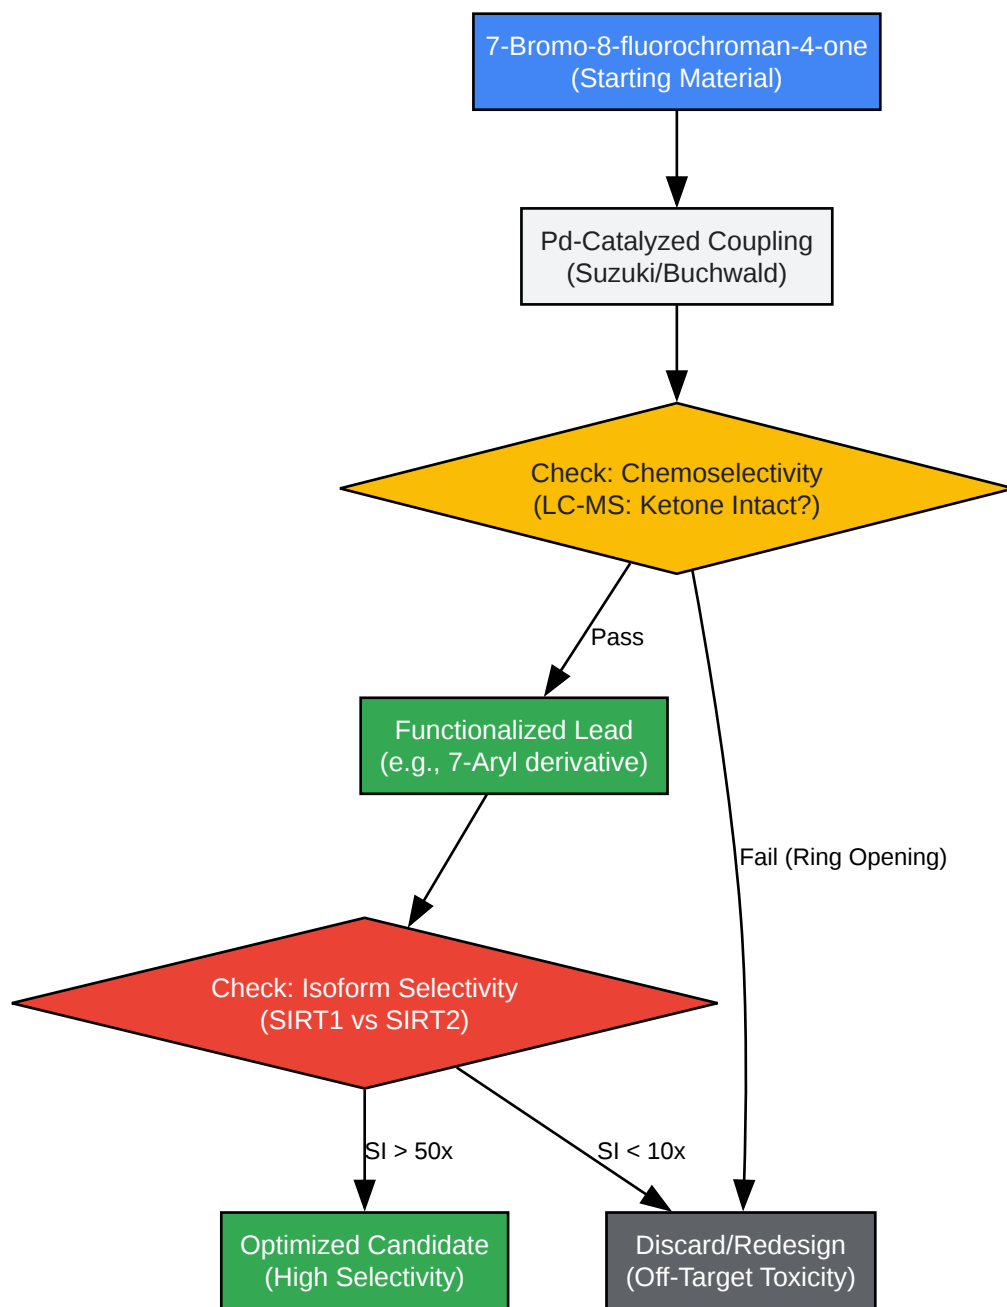 7-Bromo-8-fluorochroman-4-one
(Starting Material)
Pd-Catalyzed Coupling
(Suzuki/Buchwald)
Check: Chemoselectivity
(LC-MS: Ketone Intact?)
Pass
Functionalized Lead
(e.g., 7-Aryl derivative)
Fail (Ring Opening)
Check: Isoform Selectivity
(SIRT1 vs SIRT2)
SI > 50x
SI < 10x
Optimized Candidate
(High Selectivity)
Discard/Redesign
(Off-Target Toxicity)